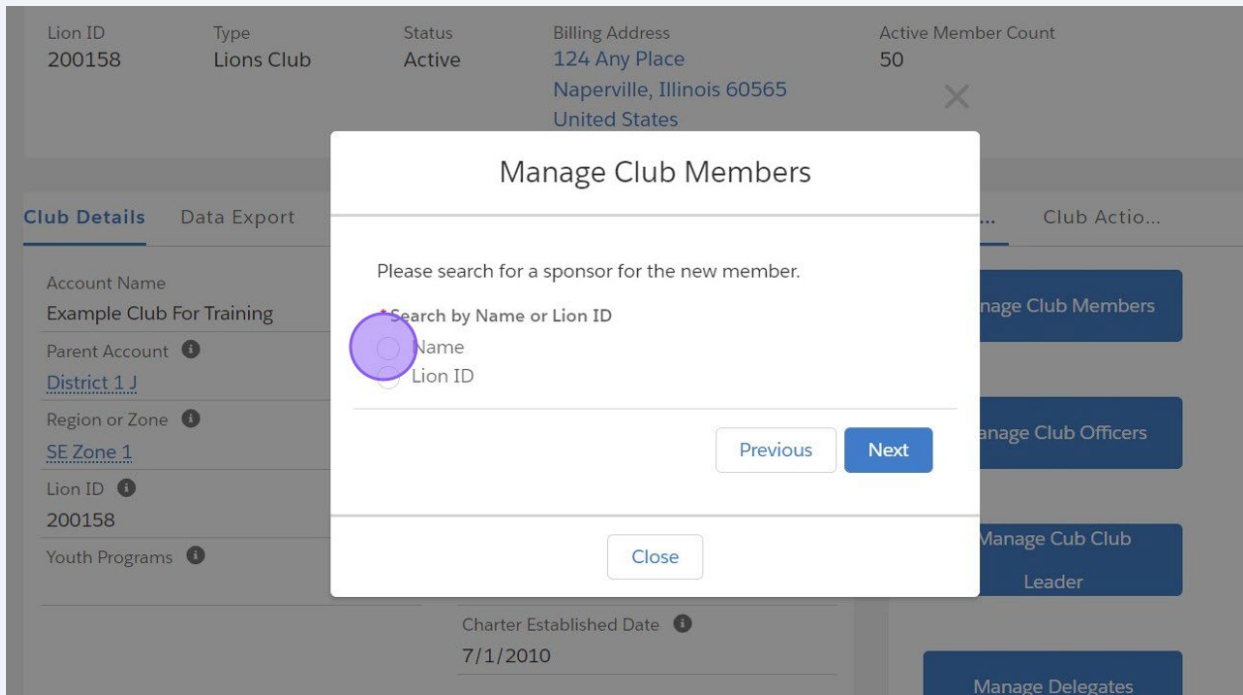 Lion ID
200158
Type
Lions Club
Status
Active
Billing Address
124 Any Place
Naperville, Illinois 60565
United States
Active Member Count
50
Manage Club Members
Please search for a sponsor for the new member.
*Search by Name or Lion ID
Name
Lion ID
Previous
Next
Close
Club Details
Data Export
Account Name
Example Club For Training
Parent Account
District 1 J
Region or Zone
SE Zone 1
Lion ID
200158
Youth Programs
Charter Established Date
7/1/2010
...
Club Actio...
nage Club Members
anage Club Officers
Manage Cub Club
Leader
Manage Delegates